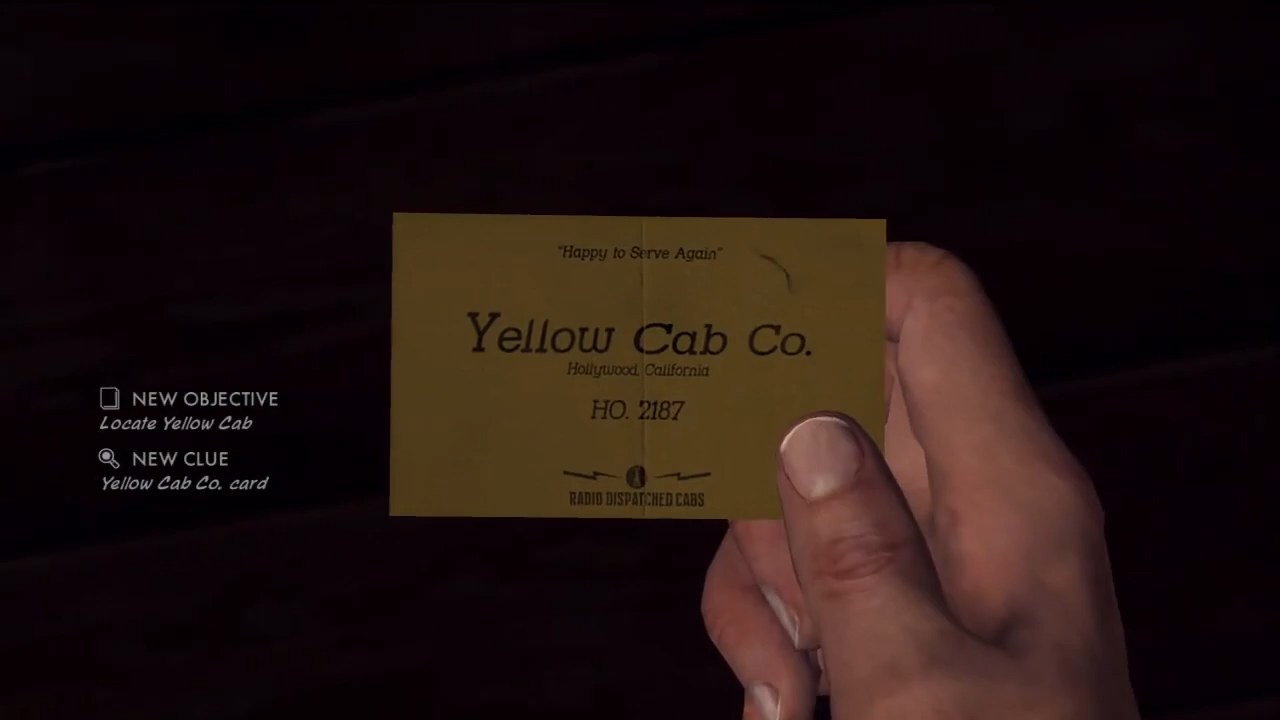 "Happy to Serve Again"
Yellow Cab Co.
Hollywood, California
HO. 2187
RADIO DISPATCHED CABS
NEW OBJECTIVE
Locate Yellow Cab
NEW CLUE
Yellow Cab Co. card